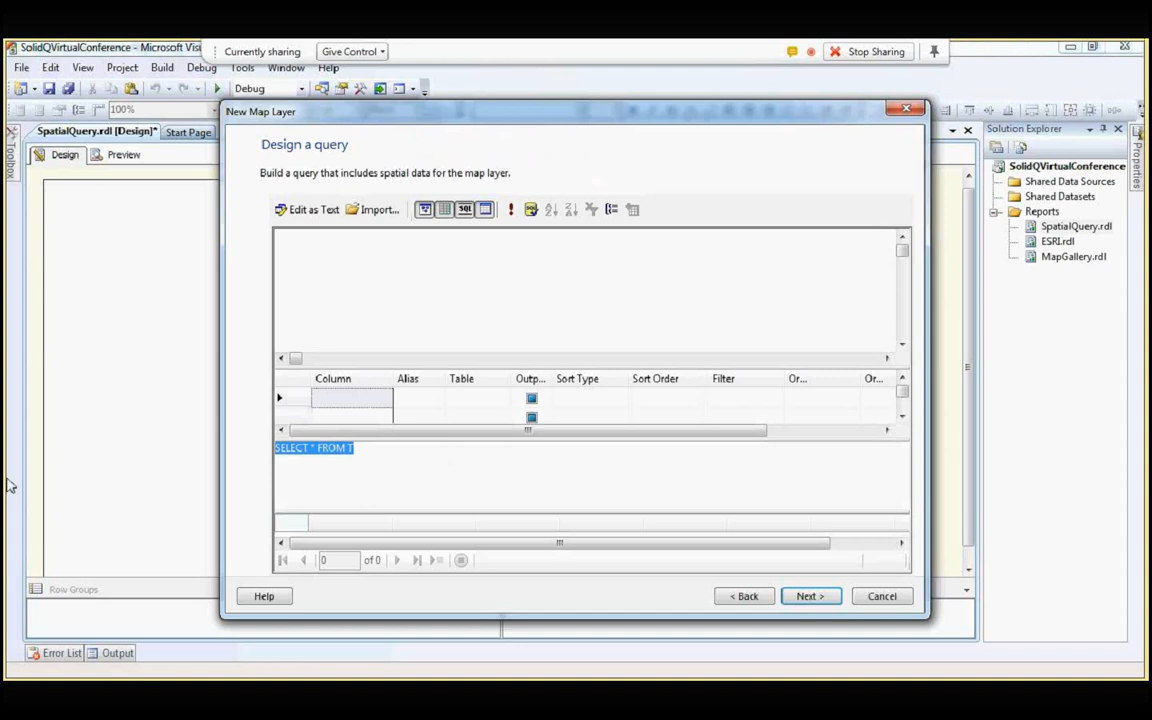 SolidQVirtualConference - Microsoft Visu
Currently sharing
Give Control
Stop Sharing
File Edit View Project Build Debug Tools Window Help
Debug
100%
New Map Layer
SpatialQuery.rdl [Design]* Start Page
Design Preview
Toolbox
Design a query
Build a query that includes spatial data for the map layer.
Edit as Text Import... SQL
Column Alias Table Outp... Sort Type Sort Order Filter Or... Or...
SELECT * FROM T
0 of 0
Help < Back Next > Cancel
Solution Explorer
SolidQVirtualConference
Shared Data Sources
Shared Datasets
Reports
SpatialQuery.rdl
ESRI.rdl
MapGallery.rdl
Properties
Row Groups
Error List Output